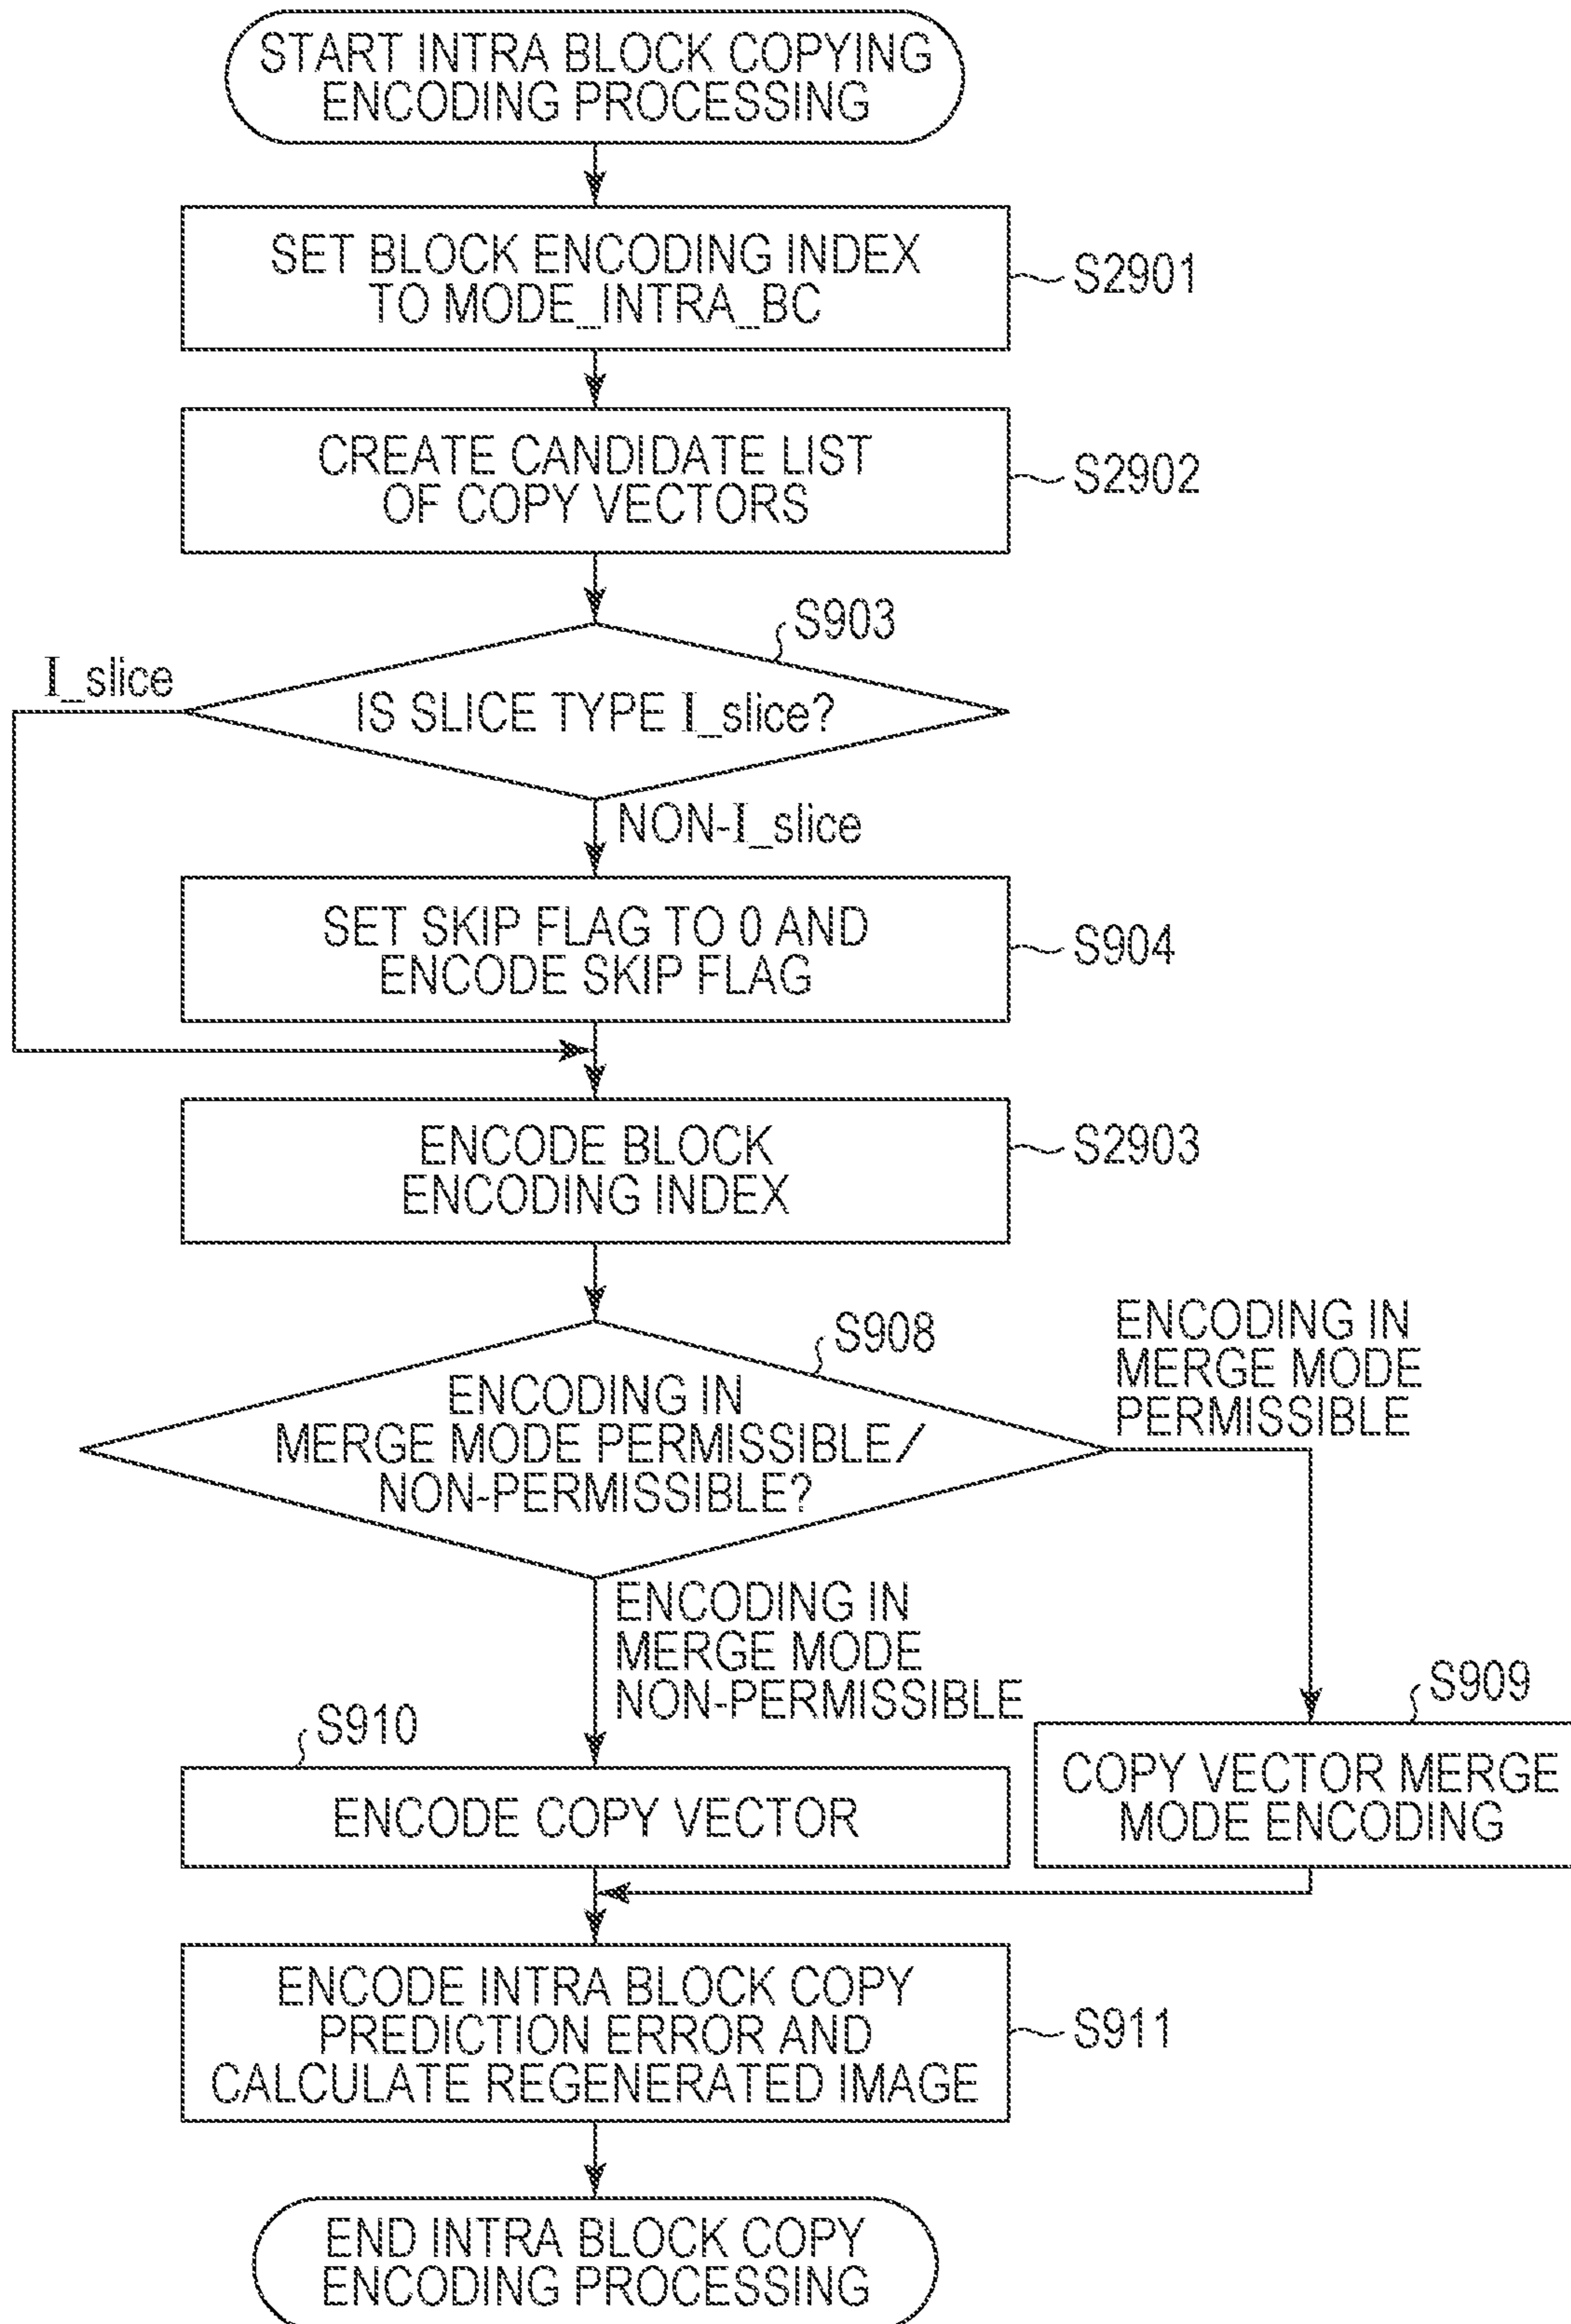 START INTRA BLOCK COPYING
ENCODING PROCESSING
SET BLOCK ENCODING INDEX
TO MODE_INTRA_BC
S2901
CREATE CANDIDATE LIST
OF COPY VECTORS
S2902
S903
I_slice
IS SLICE TYPE I_slice?
NON-I_slice
SET SKIP FLAG TO 0 AND
ENCODE SKIP FLAG
S904
ENCODE BLOCK
ENCODING INDEX
S2903
S908
ENCODING IN
MERGE MODE PERMISSIBLE/
NON-PERMISSIBLE?
ENCODING IN
MERGE MODE
PERMISSIBLE
ENCODING IN
MERGE MODE
NON-PERMISSIBLE
S910
ENCODE COPY VECTOR
S909
COPY VECTOR MERGE
MODE ENCODING
ENCODE INTRA BLOCK COPY
PREDICTION ERROR AND
CALCULATE REGENERATED IMAGE
S911
END INTRA BLOCK COPY
ENCODING PROCESSING